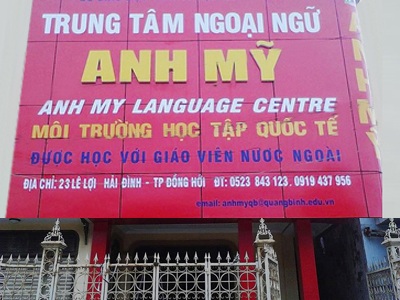 TRUNG TÂM NGOẠI NGỮ
ANH MỸ
ANH MY LANGUAGE CENTRE
MÔI TRƯỜNG HỌC TẬP QUỐC TẾ
ĐƯỢC HỌC VỚI GIÁO VIÊN NƯỚC NGOÀI
ĐỊA CHỈ: 23 LÊ LỢI HẢI ĐÌNH - TP ĐỒNG HỚI ĐT: 0523 843 123 . 0919 437 956
email: anhmyqb@quangbinh.edu.vn
ANH MỸ